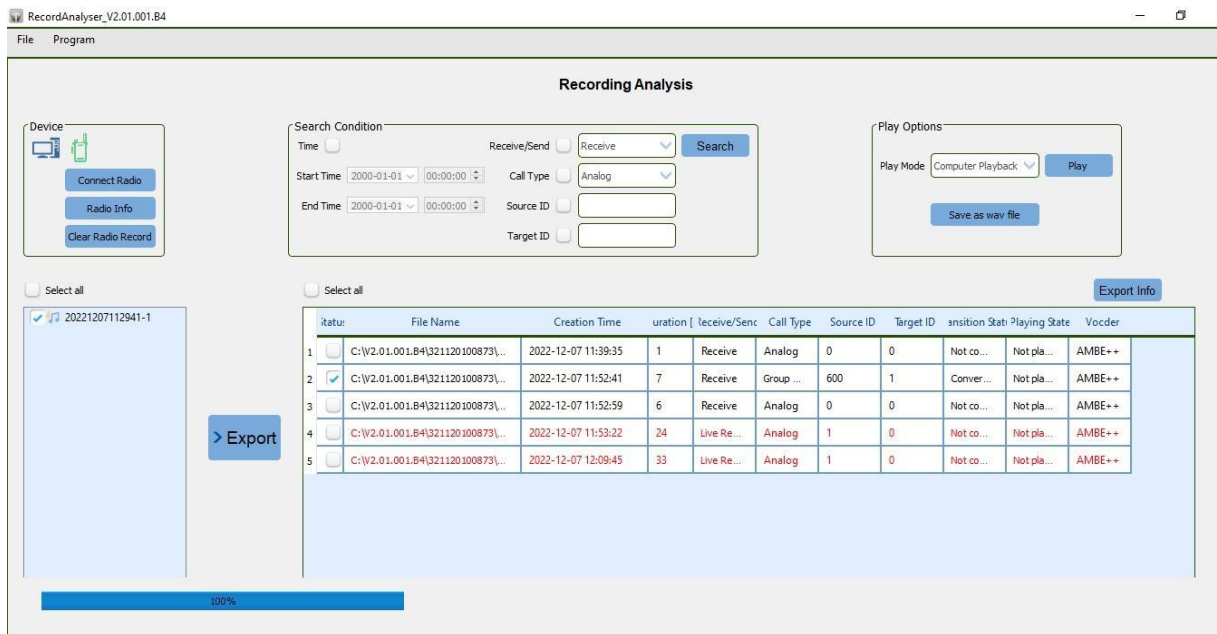 RecordAnalyser_V2.01.001.B4
File Program
Recording Analysis
Device
Connect Radio
Radio Info
Clear Radio Record
Search Condition
Time Receive/Send Receive Search
Start Time 2000-01-01 00:00:00 Call Type Analog
End Time 2000-01-01 00:00:00 Source ID
Target ID
Play Options
Play Mode Computer Playback Play
Save as wav file
Select all
20221207112941-1
> Export
Select all
Export Info
Status File Name Creation Time uration [ Receive/Send Call Type Source ID Target ID ansition Stat Playing State Vocder
1 C:\V2.01.001.B4\321120100873\... 2022-12-07 11:39:35 1 Receive Analog 0 0 Not co... Not pla... AMBE++
2 C:\V2.01.001.B4\321120100873\... 2022-12-07 11:52:41 7 Receive Group ... 600 1 Conver... Not pla... AMBE++
3 C:\V2.01.001.B4\321120100873\... 2022-12-07 11:52:59 6 Receive Analog 0 0 Not co... Not pla... AMBE++
4 C:\V2.01.001.B4\321120100873\... 2022-12-07 11:53:22 24 Live Re... Analog 1 0 Not co... Not pla... AMBE++
5 C:\V2.01.001.B4\321120100873\... 2022-12-07 12:09:45 33 Live Re... Analog 1 0 Not co... Not pla... AMBE++
100%